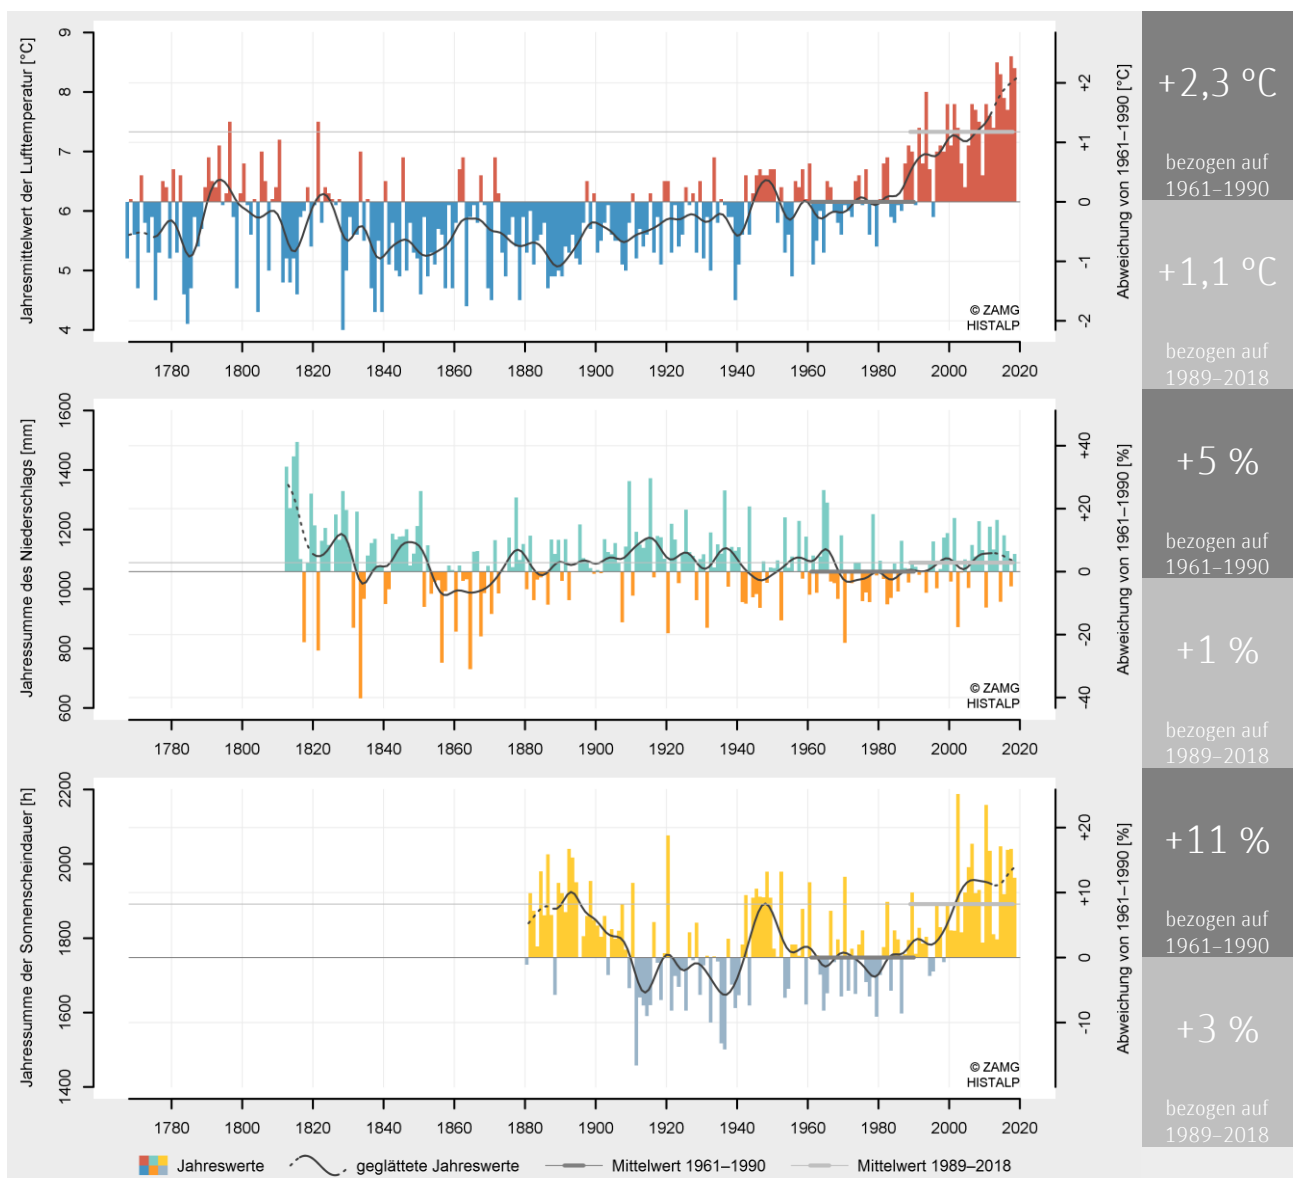 Jahresmittelwert der Lufttemperatur [°C]
9
8
7
6
5
4
+2
+1
0
-1
-2
Abweichung von 1961–1990 [°C]
© ZAMG
HISTALP
1780 1800 1820 1840 1860 1880 1900 1920 1940 1960 1980 2000 2020
+2,3 °C
bezogen auf
1961–1990
+1,1 °C
bezogen auf
1989–2018
Jahressumme des Niederschlags [mm]
1600
1400
1200
1000
800
600
+40
+20
0
-20
-40
Abweichung von 1961–1990 [%]
© ZAMG
HISTALP
1780 1800 1820 1840 1860 1880 1900 1920 1940 1960 1980 2000 2020
+5 %
bezogen auf
1961–1990
+1 %
bezogen auf
1989–2018
Jahressumme der Sonnenscheindauer [h]
2200
2000
1800
1600
1400
+20
+10
0
-10
Abweichung von 1961–1990 [%]
© ZAMG
HISTALP
1780 1800 1820 1840 1860 1880 1900 1920 1940 1960 1980 2000 2020
+11 %
bezogen auf
1961–1990
+3 %
bezogen auf
1989–2018
Jahreswerte geglättete Jahreswerte Mittelwert 1961–1990 Mittelwert 1989–2018